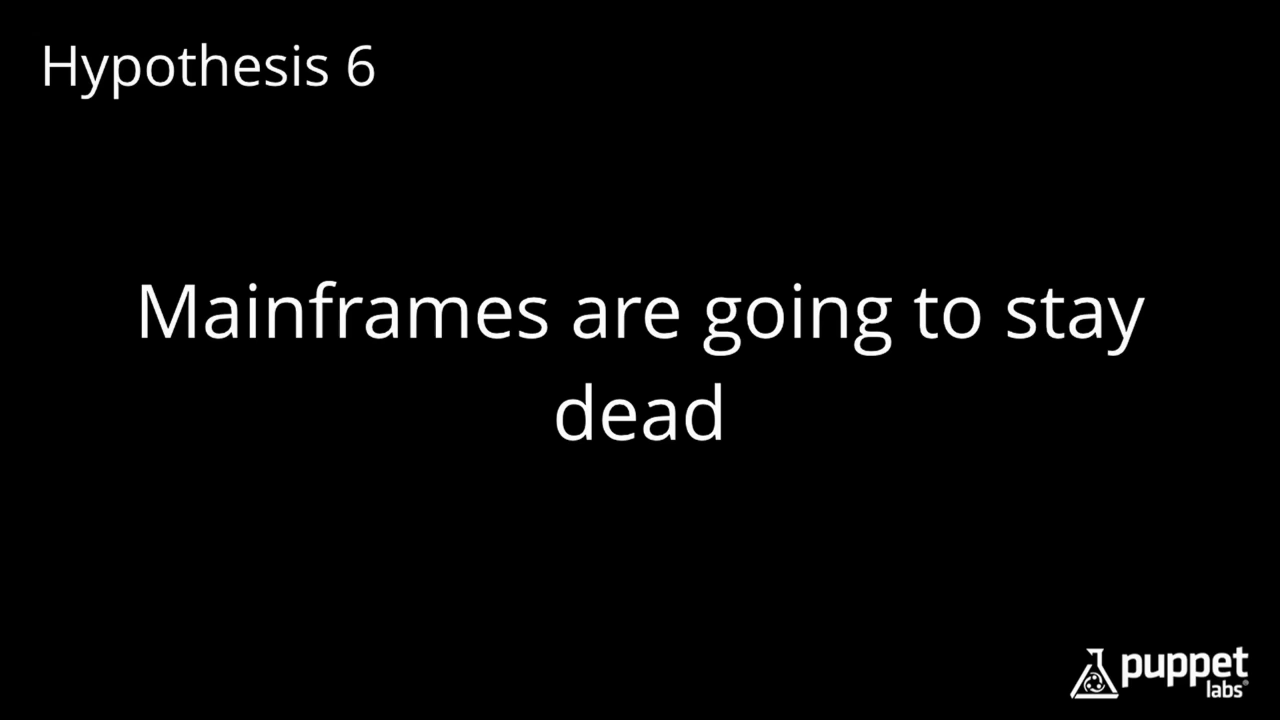 Hypothesis 6
Mainframes are going to stay
dead
puppet
labs